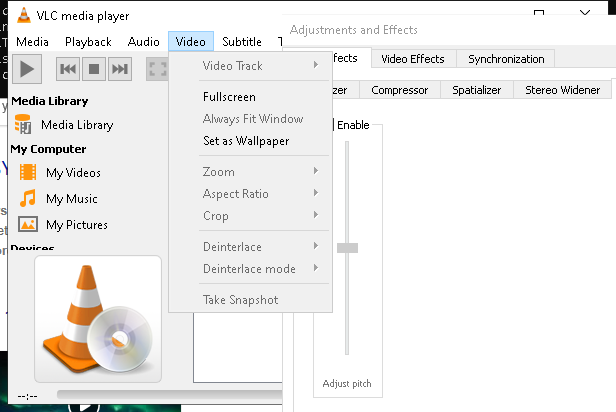 VLC media player
Adjustments and Effects
Media Playback Audio Video Subtitle T
Video Effects Synchronization
Compressor Spatializer Stereo Widener
Video Track
Fullscreen
Always Fit Window
Set as Wallpaper
Zoom
Aspect Ratio
Crop
Deinterlace
Deinterlace mode
Take Snapshot
Media Library
Media Library
My Computer
My Videos
My Music
My Pictures
Devices
Enable
Adjust pitch
--:--